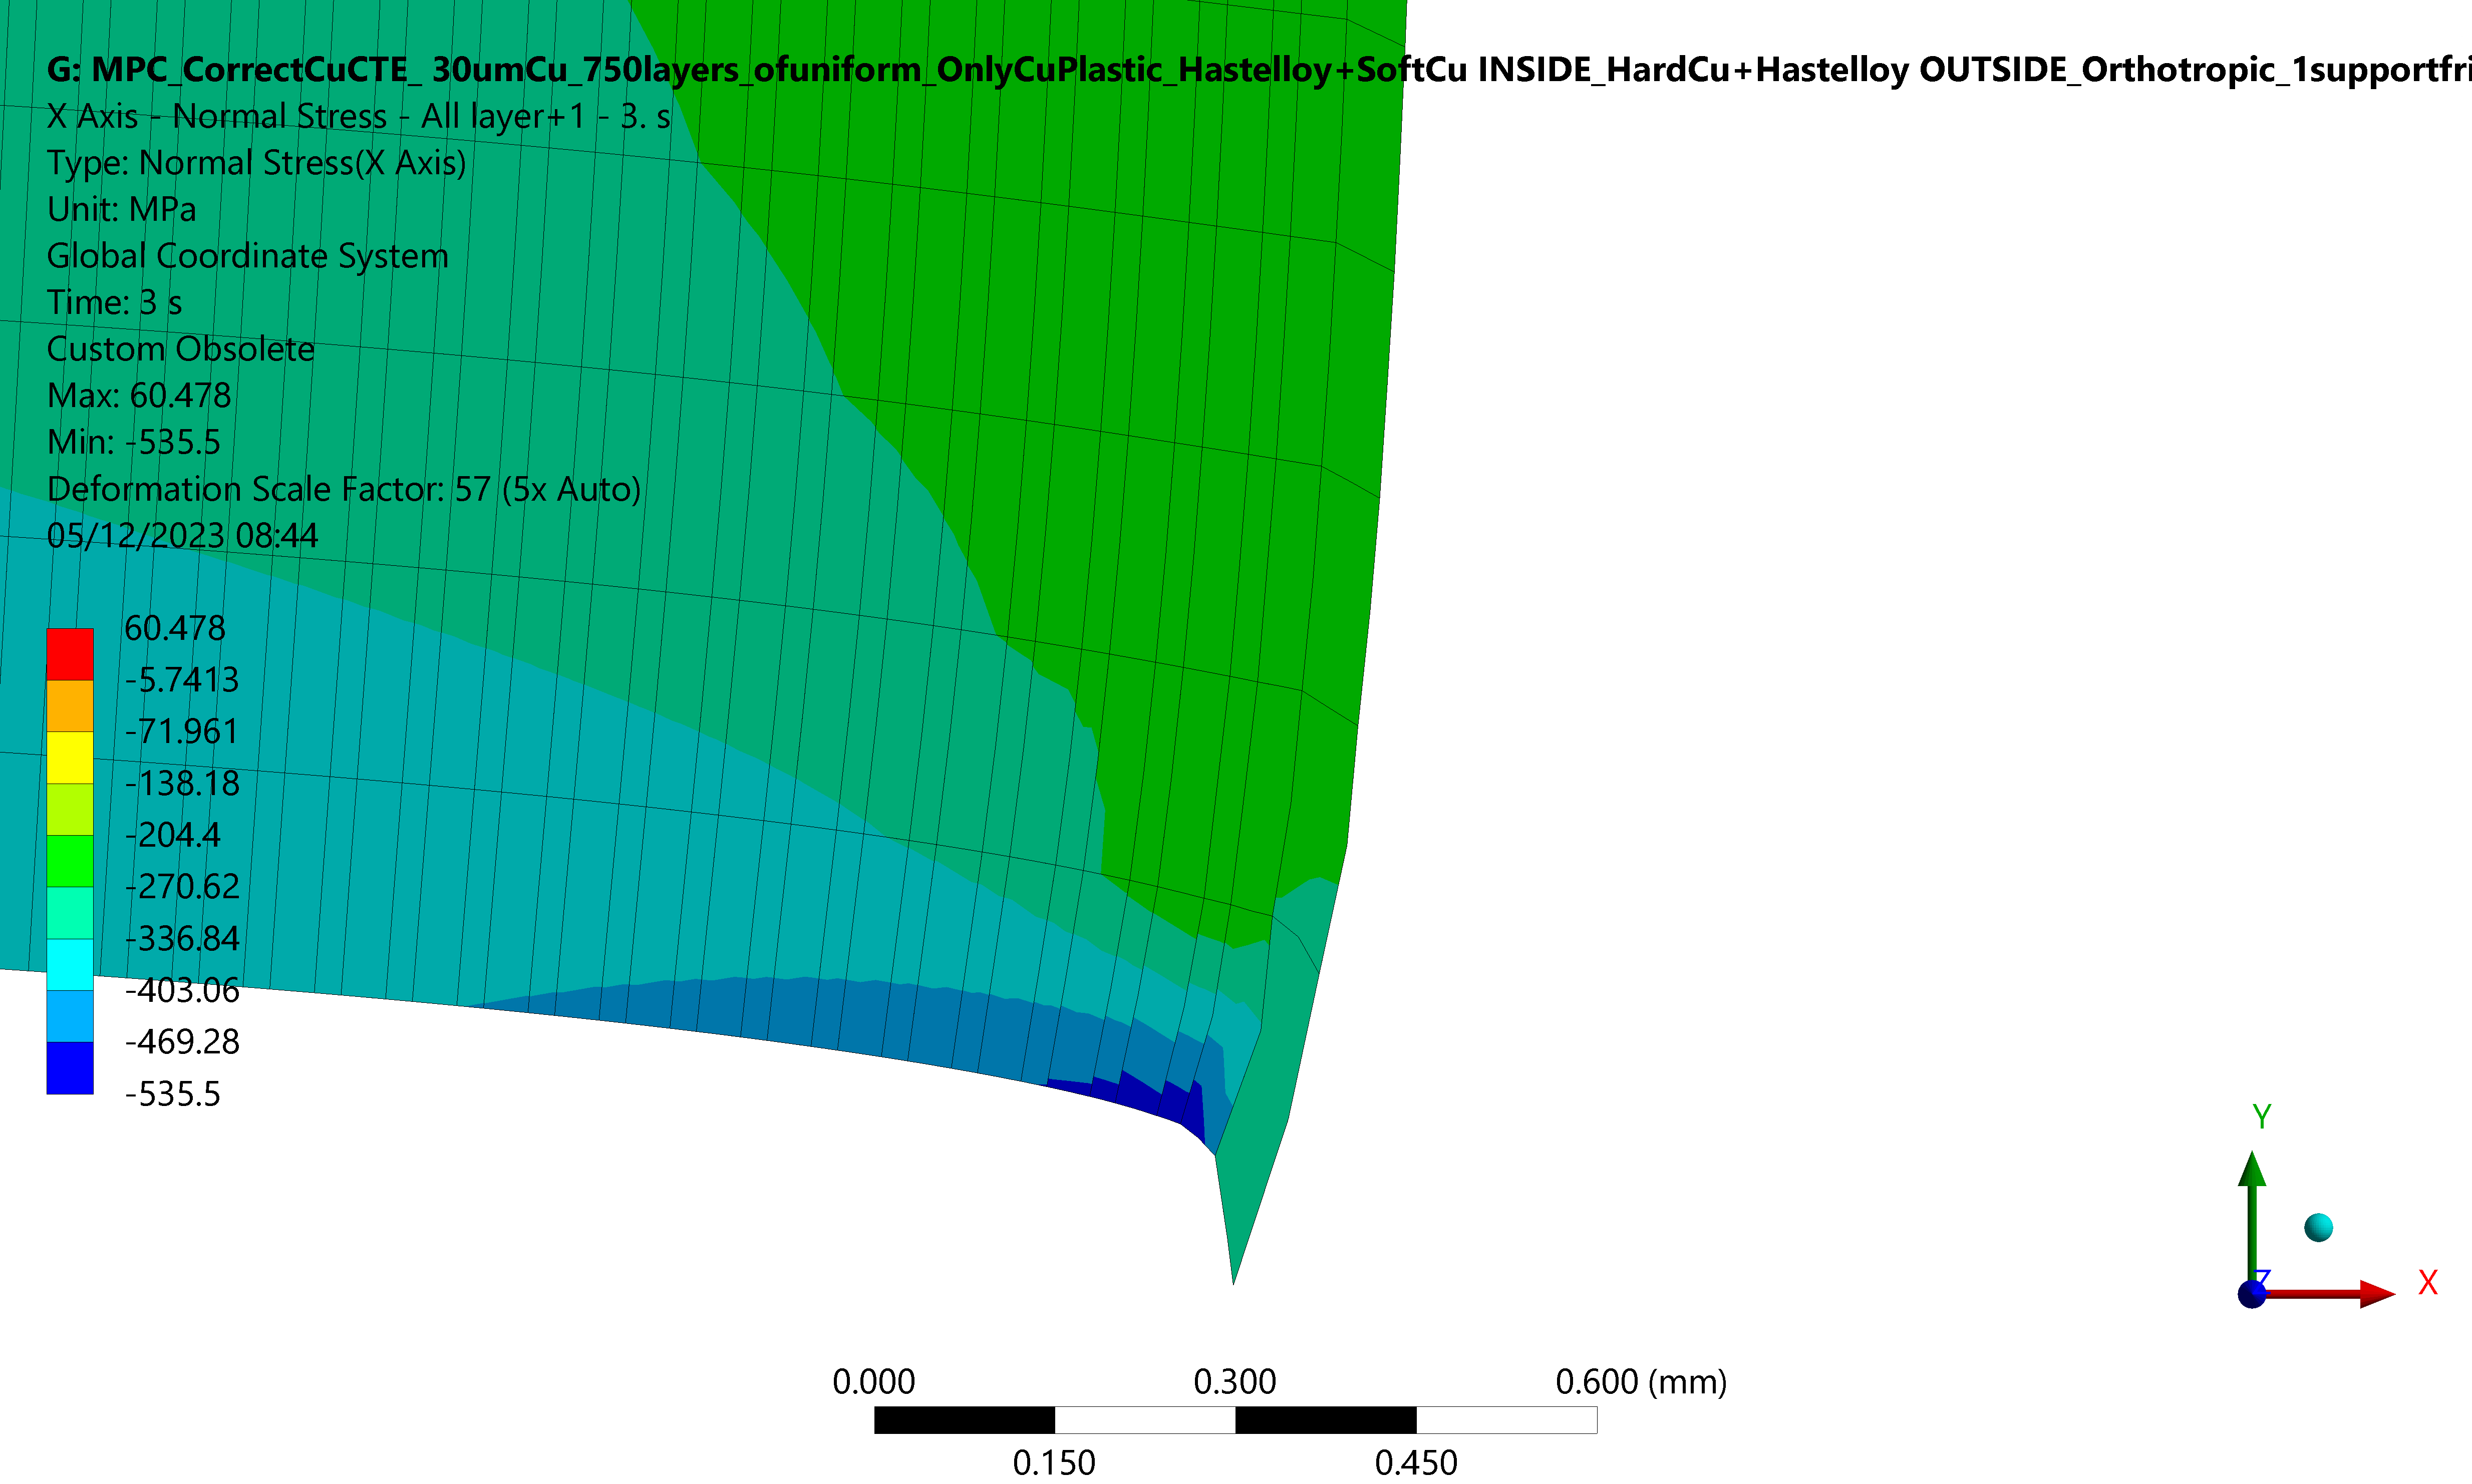 G: MPC_CorrectCuCTE_ 30umCu_750layers_ofuniform_OnlyCuPlastic_Hastelloy+SoftCu INSIDE_HardCu+Hastelloy OUTSIDE_Orthotropic_1supportfri
X Axis - Normal Stress - All layer+1 - 3. s
Type: Normal Stress(X Axis)
Unit: MPa
Global Coordinate System
Time: 3 s
Custom Obsolete
Max: 60.478
Min: -535.5
Deformation Scale Factor: 57 (5x Auto)
05/12/2023 08:44
60.478
-5.7413
-71.961
-138.18
-204.4
-270.62
-336.84
-403.06
-469.28
-535.5
Y
Z
X
0.000 0.300 0.600 (mm)
0.150 0.450